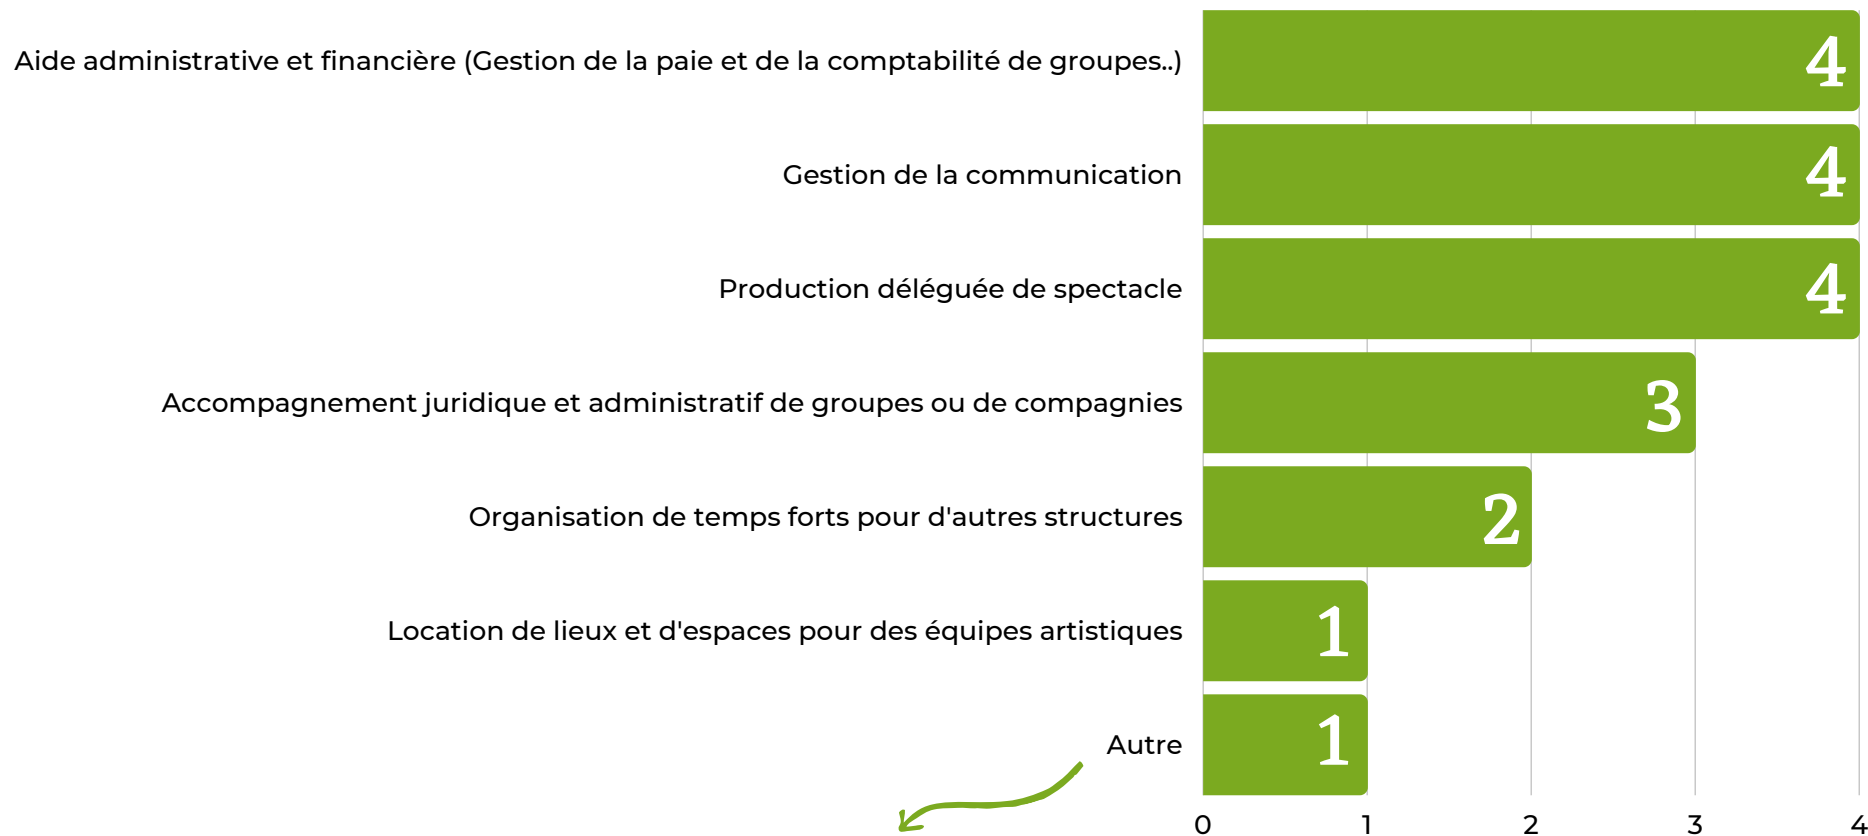 Aide administrative et financière (Gestion de la paie et de la comptabilité de groupes..) 4
Gestion de la communication 4
Production déléguée de spectacle 4
Accompagnement juridique et administratif de groupes ou de compagnies 3
Organisation de temps forts pour d'autres structures 2
Location de lieux et d'espaces pour des équipes artistiques 1
Autre 1
0 1 2 3 4